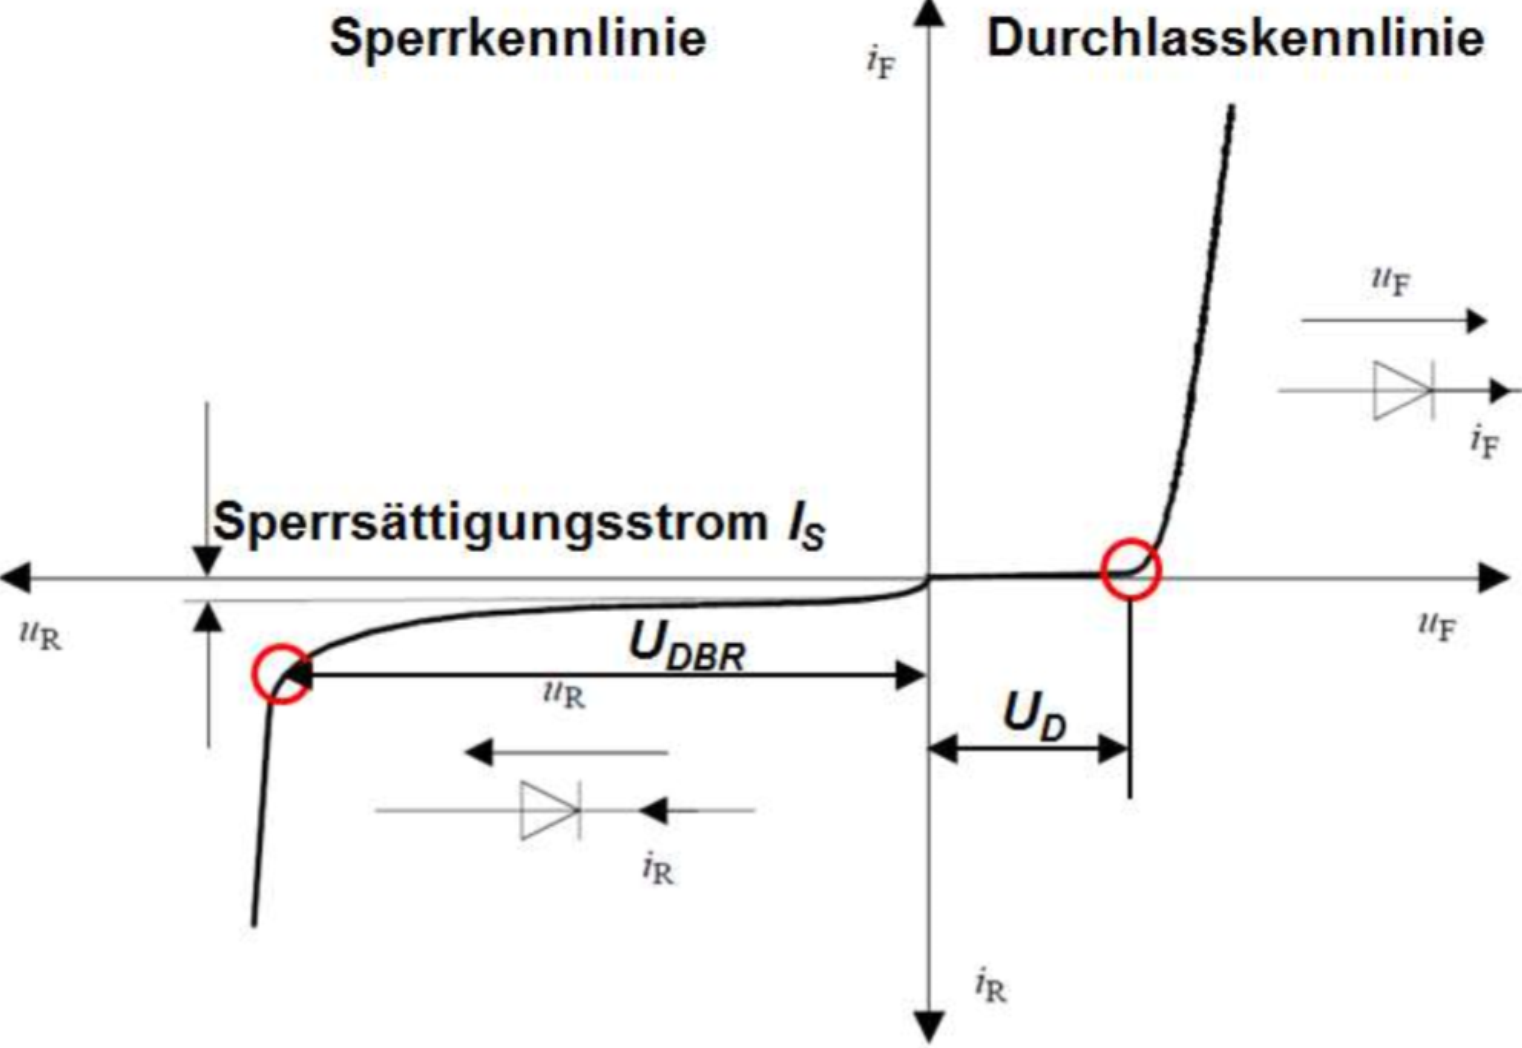 Sperrkennlinie
Durchlasskennlinie
iF
uF
iF
Sperrsättigungsstrom IS
uR
uF
UDBR
uR
UD
iR
iR